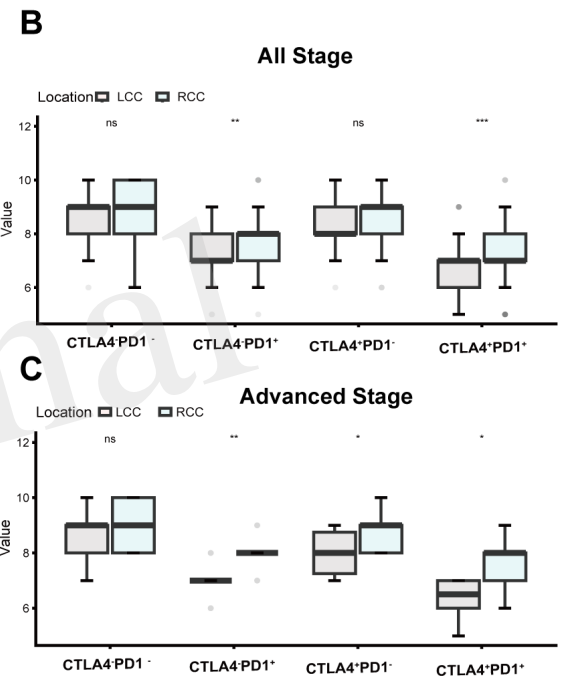 B
All Stage
Location LCC RCC
ns ** ns ***
12
10
8
6
Value
CTLA4⁻PD1⁻ CTLA4⁻PD1⁺ CTLA4⁺PD1⁻ CTLA4⁺PD1⁺
nal
C
Advanced Stage
Location LCC RCC
ns ** * *
12
10
8
6
Value
CTLA4⁻PD1⁻ CTLA4⁻PD1⁺ CTLA4⁺PD1⁻ CTLA4⁺PD1⁺